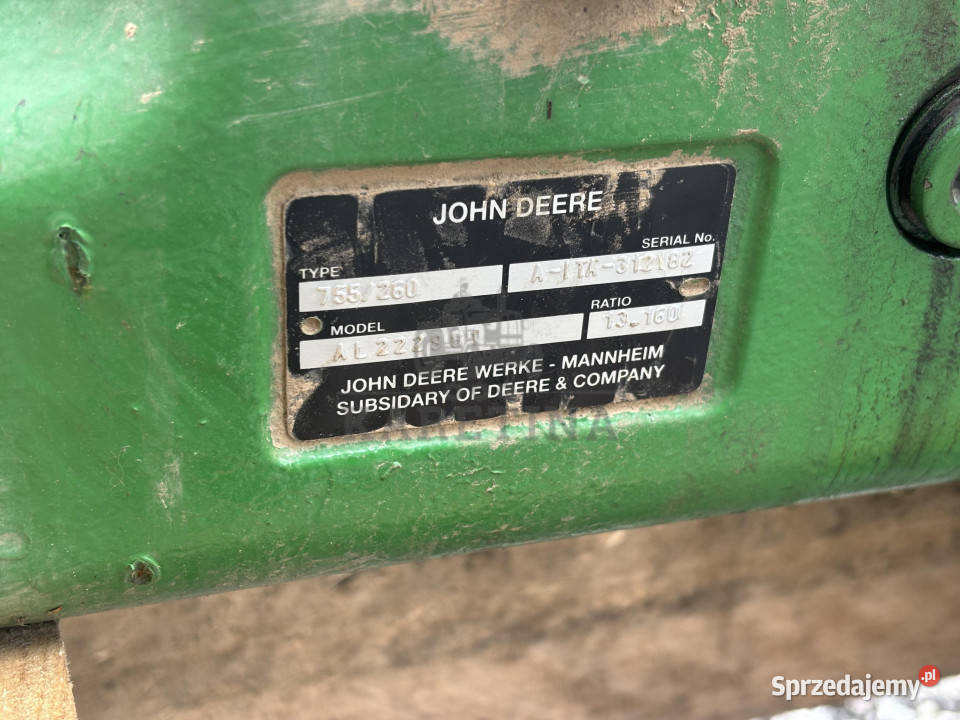 JOHN DEERE
SERIAL No.
TYPE
755/260
MODEL
RATIO
13.160
JOHN DEERE WERKE - MANNHEIM
SUBSIDARY OF DEERE & COMPANY
KABETINA
Sprzedajemy.pl